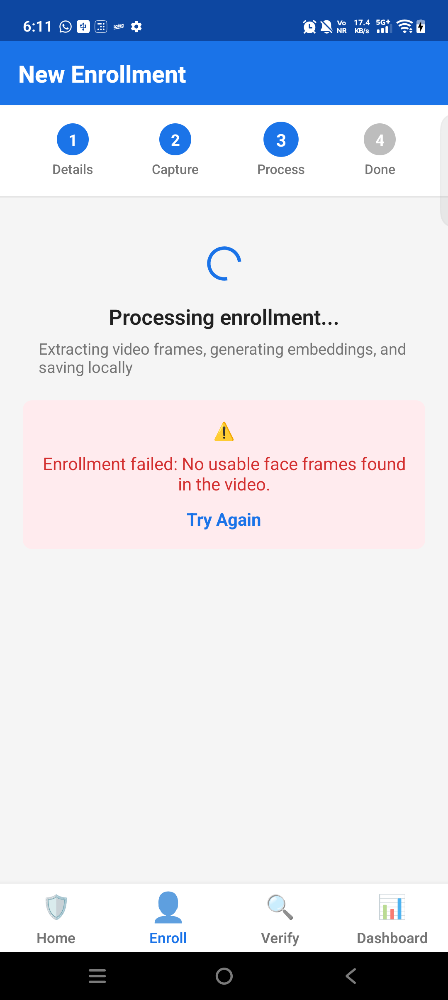 6:11 toing Vo NR 17.4 KB/s 5G+
New Enrollment
1 2 3 4
Details Capture Process Done
Processing enrollment...
Extracting video frames, generating embeddings, and
saving locally
Enrollment failed: No usable face frames found
in the video.
Try Again
Home Enroll Verify Dashboard